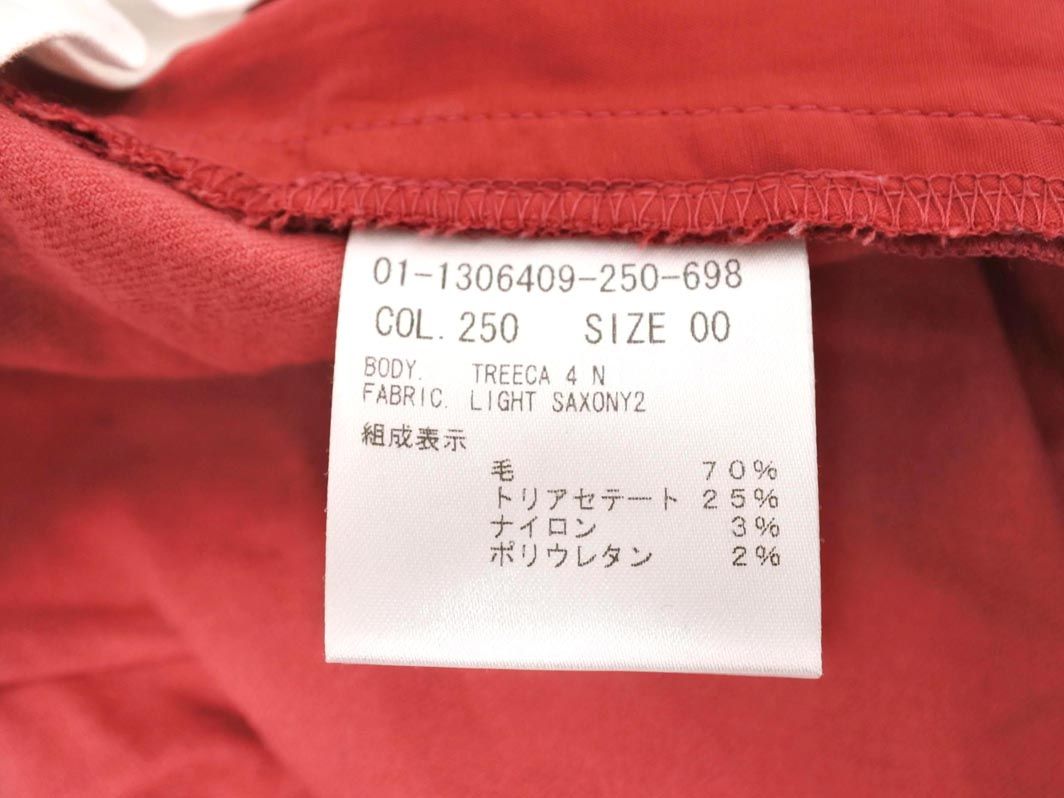 01-1306409-250-698
COL. 250 SIZE 00
BODY. TREECA 4 N
FABRIC. LIGHT SAXONY2
組成表示
毛 70%
トリアセテート 25%
ナイロン 3%
ポリウレタン 2%